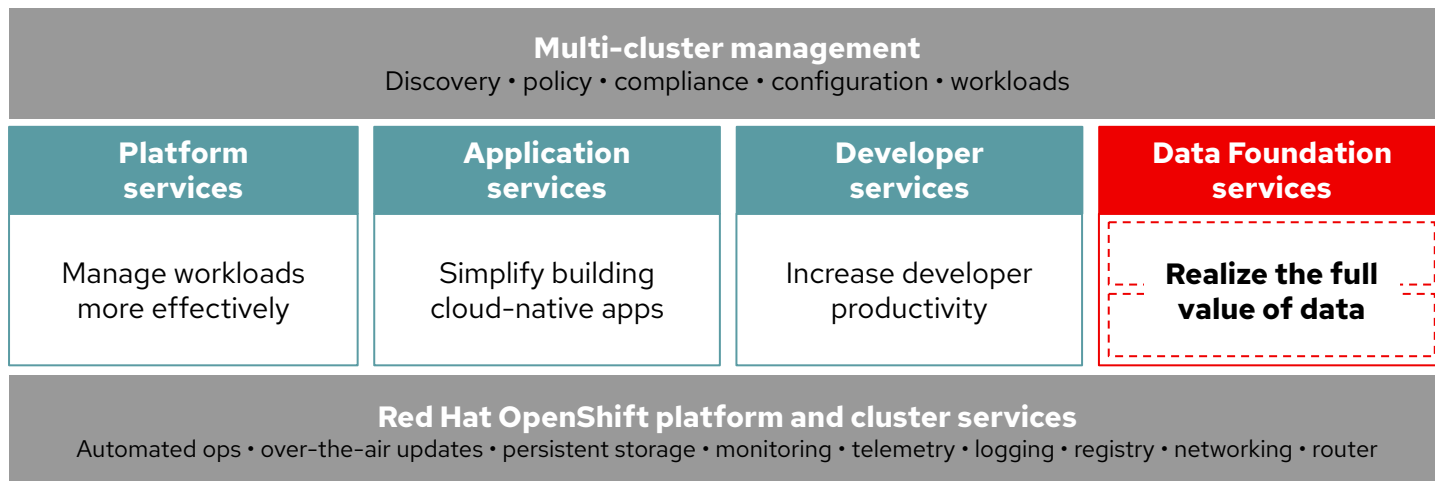 Multi-cluster management
Discovery • policy • compliance • configuration • workloads
Platform
services
Manage workloads
more effectively
Application
services
Simplify building
cloud-native apps
Developer
services
Increase developer
productivity
Data Foundation
services
Realize the full
value of data
Red Hat OpenShift platform and cluster services
Automated ops • over-the-air updates • persistent storage • monitoring • telemetry • logging • registry • networking • router